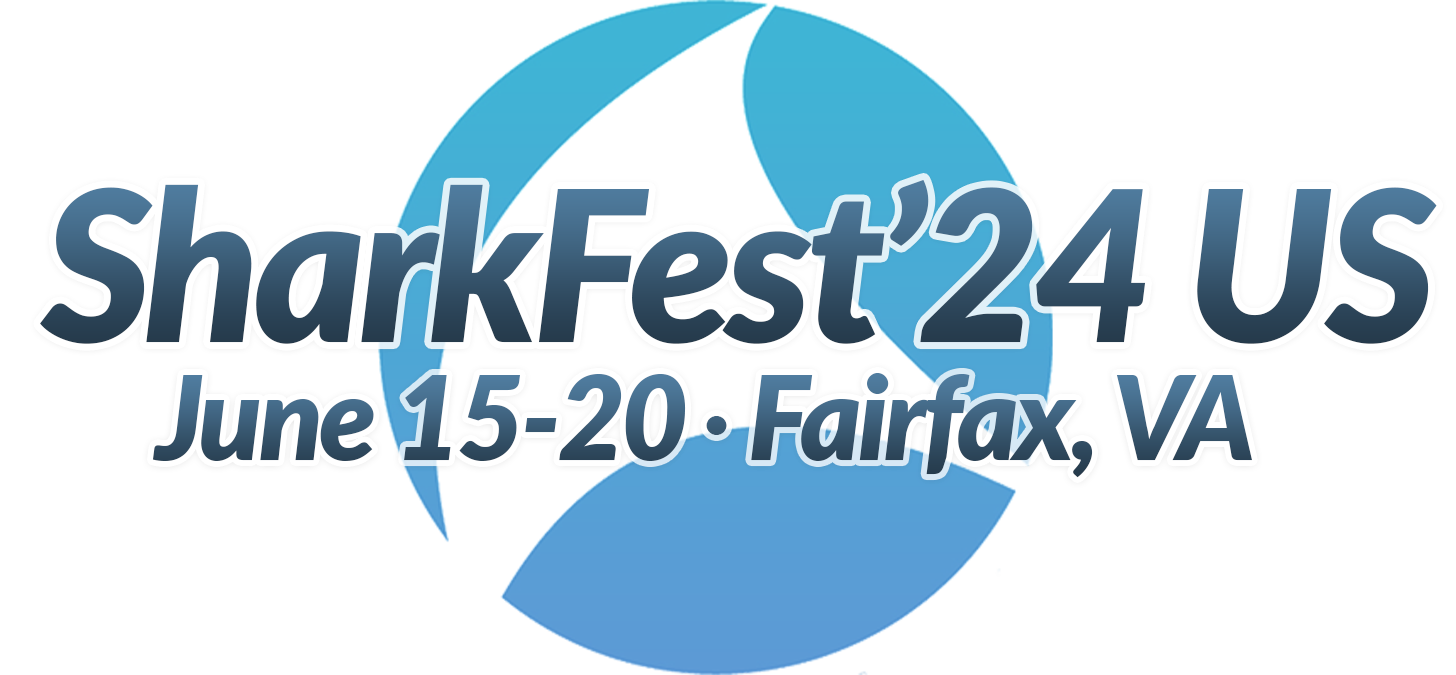 SharkFest’24 US
June 15-20 · Fairfax, VA